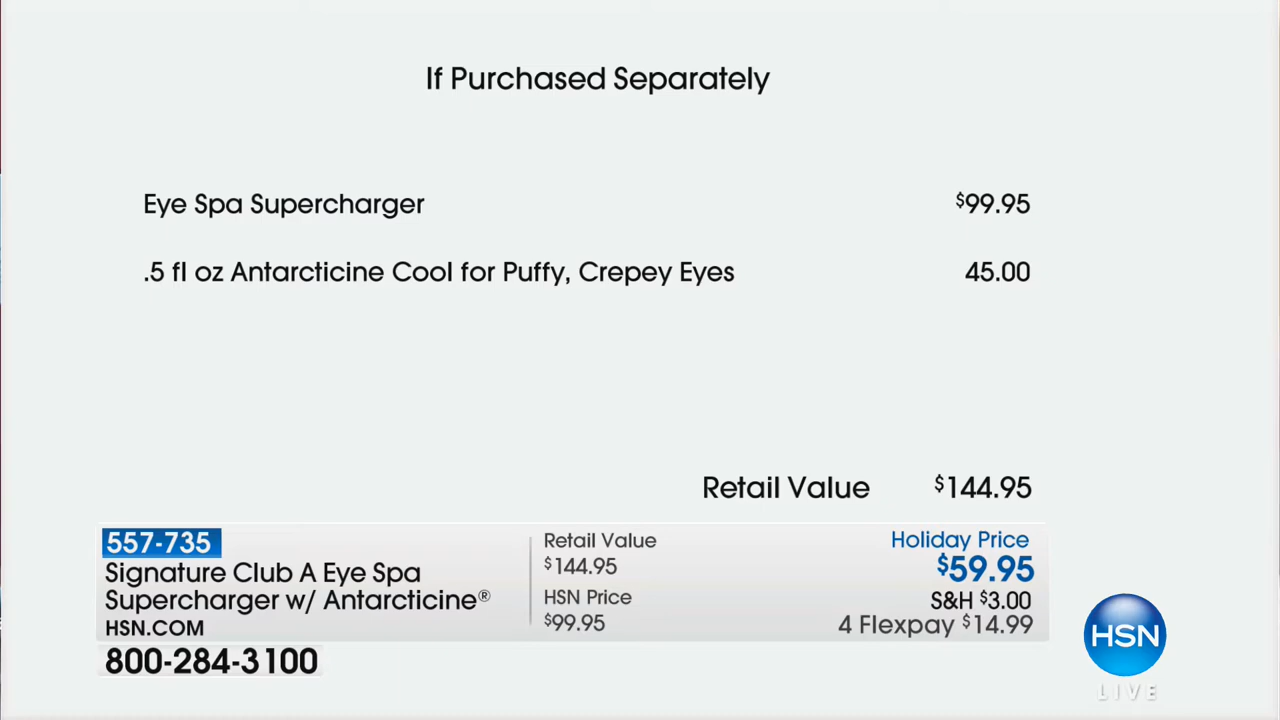 If Purchased Separately
Eye Spa Supercharger $99.95
.5 fl oz Antarcticine Cool for Puffy, Crepey Eyes 45.00
Retail Value $144.95
557-735
Signature Club A Eye Spa
Supercharger w/ Antarcticine®
HSN.COM
800-284-3100
Retail Value
$144.95
HSN Price
$99.95
Holiday Price
$59.95
S&H $3.00
4 Flexpay $14.99
HSN
LIVE